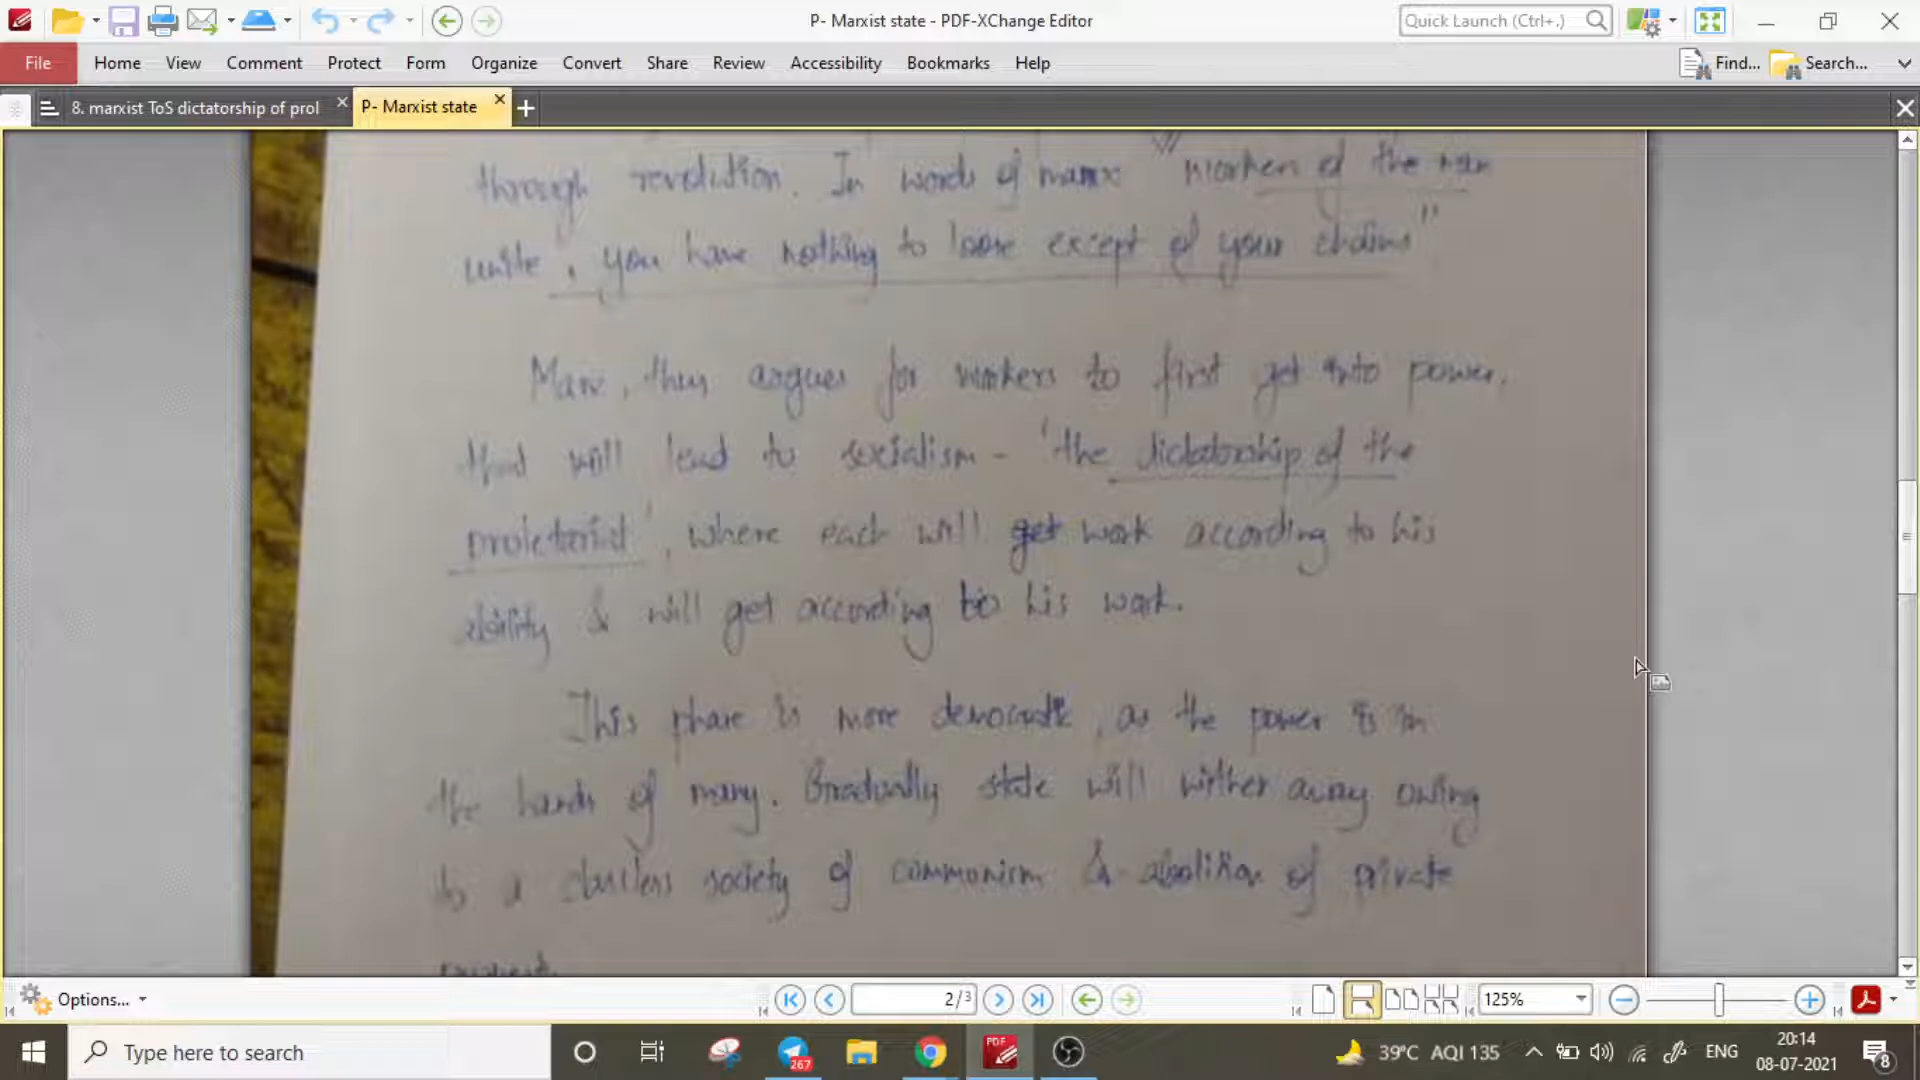 P- Marxist state - PDF-XChange Editor
Quick Launch (Ctrl+.)
File Home View Comment Protect Form Organize Convert Share Review Accessibility Bookmarks Help Find... Search...
8. marxist ToS dictatorship of prol P- Marxist state
through revolution. In words of marx "workers of the
unite, you have nothing to loose except of your chains"
Marx, thus argues for workers to first get into power.
that will lead to socialism - 'the dictatorship of the
proletariat', where each will get work according to his
ability & will get according to his work.
This phase is more democratic, as the power is in
the hands of many. Gradually state will wither away owing
to a classless society of communism & abolition of private
Options... 2/3 125%
Type here to search 267 PDF 39°C AQI 135 ENG 20:14
08-07-2021 8